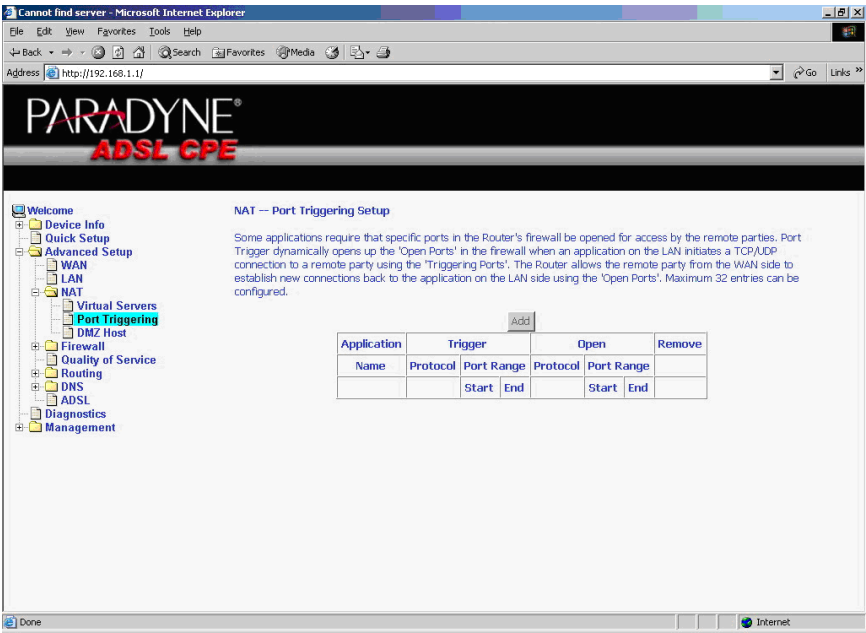 Cannot find server - Microsoft Internet Explorer
File Edit View Favorites Tools Help
Back Search Favorites Media
Address http://192.168.1.1/ Go Links »
PARADYNE®
ADSL CPE
Welcome
Device Info
Quick Setup
Advanced Setup
WAN
LAN
NAT
Virtual Servers
Port Triggering
DMZ Host
Firewall
Quality of Service
Routing
DNS
ADSL
Diagnostics
Management
NAT -- Port Triggering Setup
Some applications require that specific ports in the Router's firewall be opened for access by the remote parties. Port
Trigger dynamically opens up the 'Open Ports' in the firewall when an application on the LAN initiates a TCP/UDP
connection to a remote party using the 'Triggering Ports'. The Router allows the remote party from the WAN side to
establish new connections back to the application on the LAN side using the 'Open Ports'. Maximum 32 entries can be
configured.
Add
Application Trigger Open Remove
Name Protocol Port Range Protocol Port Range
Start End Start End
Done Internet